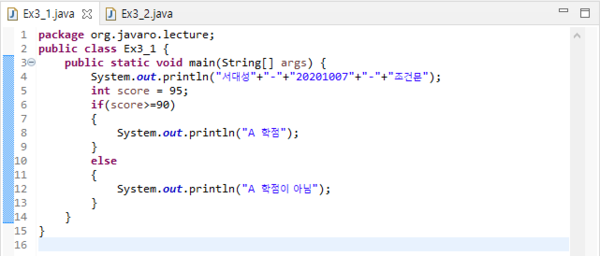 Ex3_1.java Ex3_2.java
1 package org.javaro.lecture;
2 public class Ex3_1 {
3 public static void main(String[] args) {
4 System.out.println("서대성"+"-"+"20201007"+"-"+"조건문");
5 int score = 95;
6 if(score>=90)
7 {
8 System.out.println("A 학점");
9 }
10 else
11 {
12 System.out.println("A 학점이 아님");
13 }
14 }
15 }
16